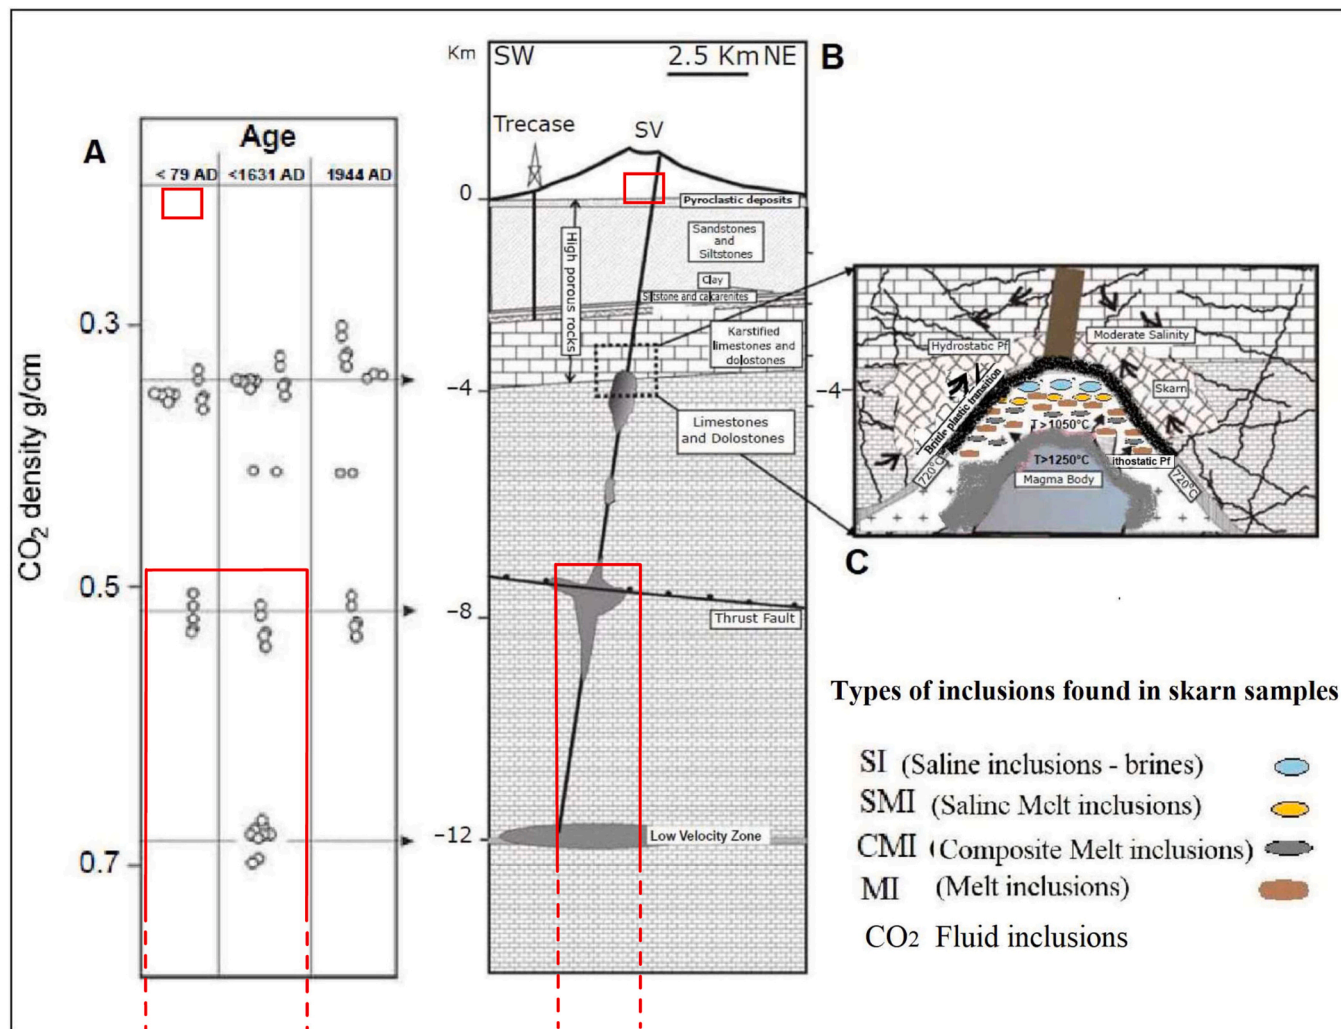 A
Age
< 79 AD
<1631 AD
1944 AD
CO2 density g/cm
0.3
0.5
0.7
B
Km
SW
2.5 Km NE
Trecase
SV
0
−4
−8
−12
Pyroclastic deposits
High porous rocks
Sandstones
and
Siltstones
Clay
Siltstone and calcarenites
Karstified
limestones and
dolostones
Limestones
and Dolostones
Thrust Fault
Low Velocity Zone
C
−4
Hydrostatic Pf
Moderate Salinity
Skarn
Brittle plastic transition
T>1050°C
T>1250°C
ithostatic Pf
Magma Body
720°C
720°C
Types of inclusions found in skarn samples
SI (Saline inclusions - brines)
SMI (Saline Melt inclusions)
CMI (Composite Melt inclusions)
MI (Melt inclusions)
CO2 Fluid inclusions